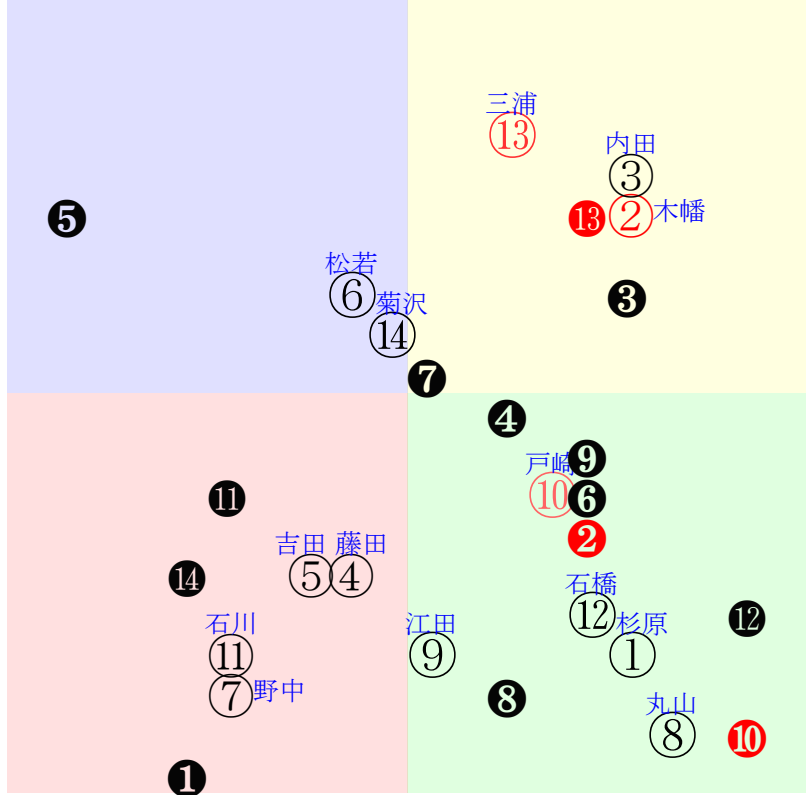 三浦
⑬
内田
③
❺
⓭
②木幡
松若
⑥
菊沢
⑭
❸
❼
❹
戸崎
❾
⑩
❻
⓫
❷
吉田 藤田
⑤④
⓮
石橋
⑫
⓬
石川
江田
杉原
⑪
⑨
①
⑦野中
❽
丸山
⑧
❿
❶